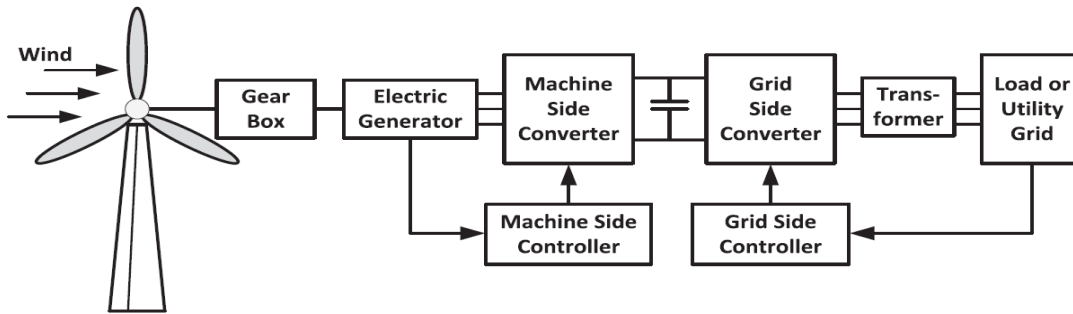 Wind
Gear
Box
Electric
Generator
Machine
Side
Converter
Grid
Side
Converter
Trans-
former
Load or
Utility
Grid
Machine Side
Controller
Grid Side
Controller